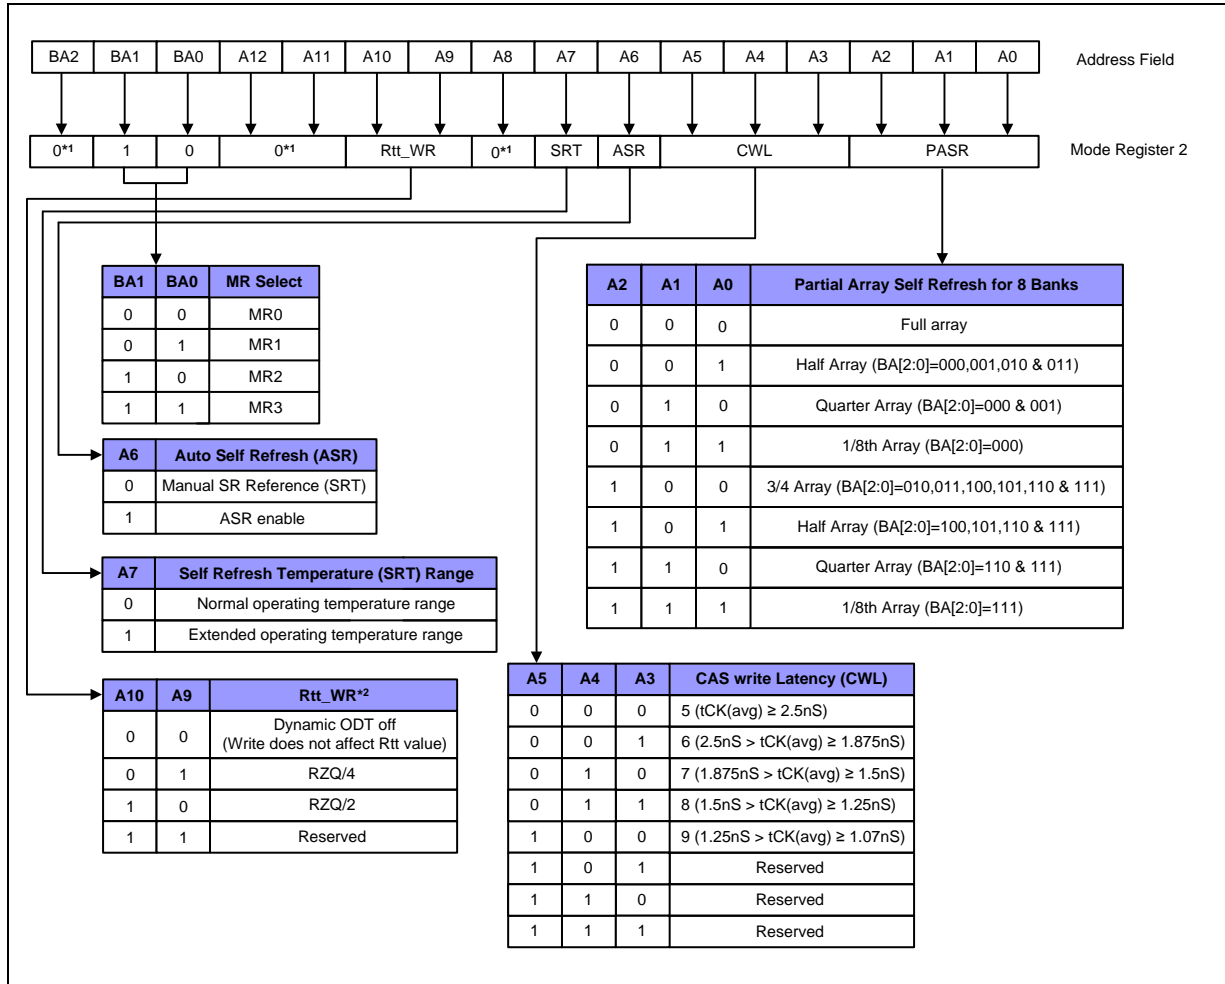 BA2 BA1 BA0 A12 A11 A10 A9 A8 A7 A6 A5 A4 A3 A2 A1 A0 Address Field
0*1 1 0 0*1 Rtt_WR 0*1 SRT ASR CWL PASR Mode Register 2
BA1 BA0 MR Select
0 0 MR0
0 1 MR1
1 0 MR2
1 1 MR3
A2 A1 A0 Partial Array Self Refresh for 8 Banks
0 0 0 Full array
0 0 1 Half Array (BA[2:0]=000,001,010 & 011)
0 1 0 Quarter Array (BA[2:0]=000 & 001)
0 1 1 1/8th Array (BA[2:0]=000)
1 0 0 3/4 Array (BA[2:0]=010,011,100,101,110 & 111)
1 0 1 Half Array (BA[2:0]=100,101,110 & 111)
1 1 0 Quarter Array (BA[2:0]=110 & 111)
1 1 1 1/8th Array (BA[2:0]=111)
A6 Auto Self Refresh (ASR)
0 Manual SR Reference (SRT)
1 ASR enable
A7 Self Refresh Temperature (SRT) Range
0 Normal operating temperature range
1 Extended operating temperature range
A10 A9 Rtt_WR*2
0 0 Dynamic ODT off
(Write does not affect Rtt value)
0 1 RZQ/4
1 0 RZQ/2
1 1 Reserved
A5 A4 A3 CAS write Latency (CWL)
0 0 0 5 (tCK(avg) ≥ 2.5nS)
0 0 1 6 (2.5nS > tCK(avg) ≥ 1.875nS)
0 1 0 7 (1.875nS > tCK(avg) ≥ 1.5nS)
0 1 1 8 (1.5nS > tCK(avg) ≥ 1.25nS)
1 0 0 9 (1.25nS > tCK(avg) ≥ 1.07nS)
1 0 1 Reserved
1 1 0 Reserved
1 1 1 Reserved